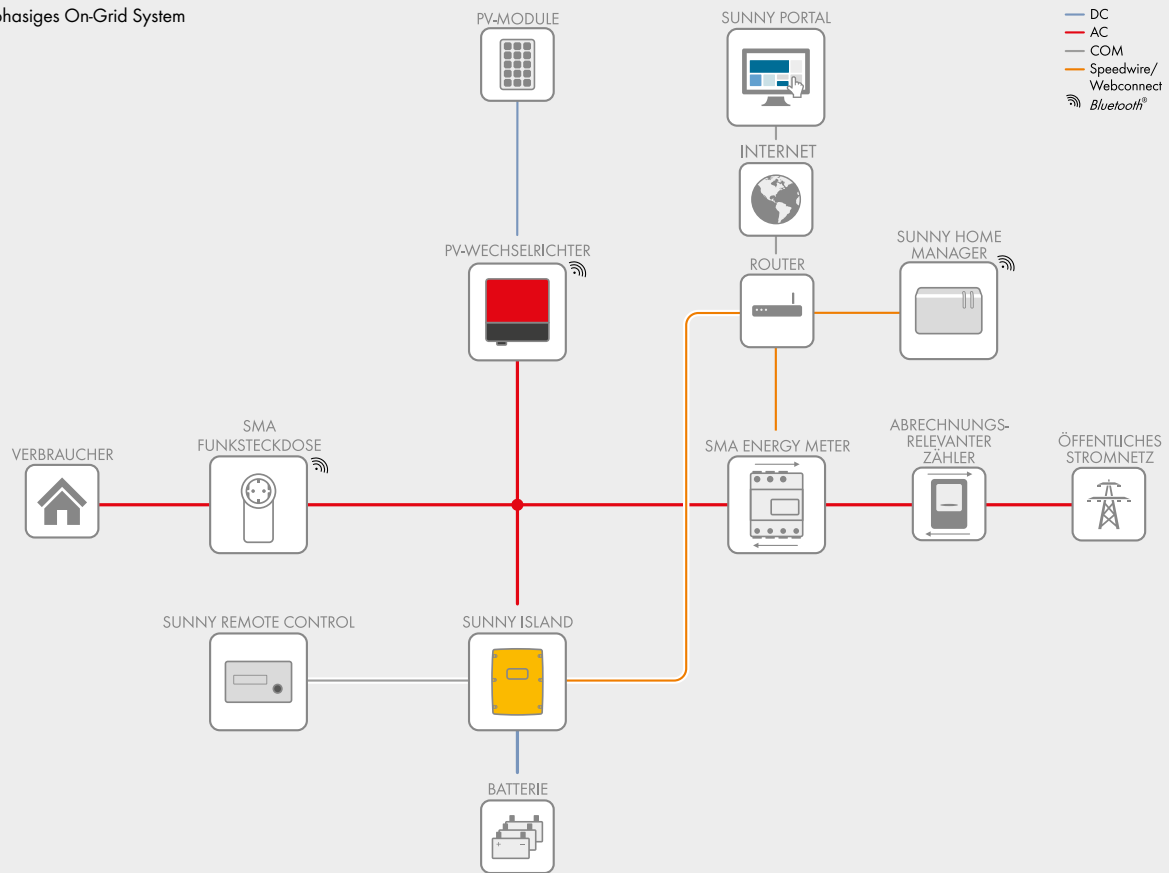 phasiges On-Grid System
PV-MODULE
SUNNY PORTAL
DC
AC
COM
Speedwire/
Webconnect
Bluetooth®
INTERNET
PV-WECHSELRICHTER
ROUTER
SUNNY HOME
MANAGER
VERBRAUCHER
SMA
FUNKSTECKDOSE
SMA ENERGY METER
ABRECHNUNGS-
RELEVANTER
ZÄHLER
ÖFFENTLICHES
STROMNETZ
SUNNY REMOTE CONTROL
SUNNY ISLAND
BATTERIE